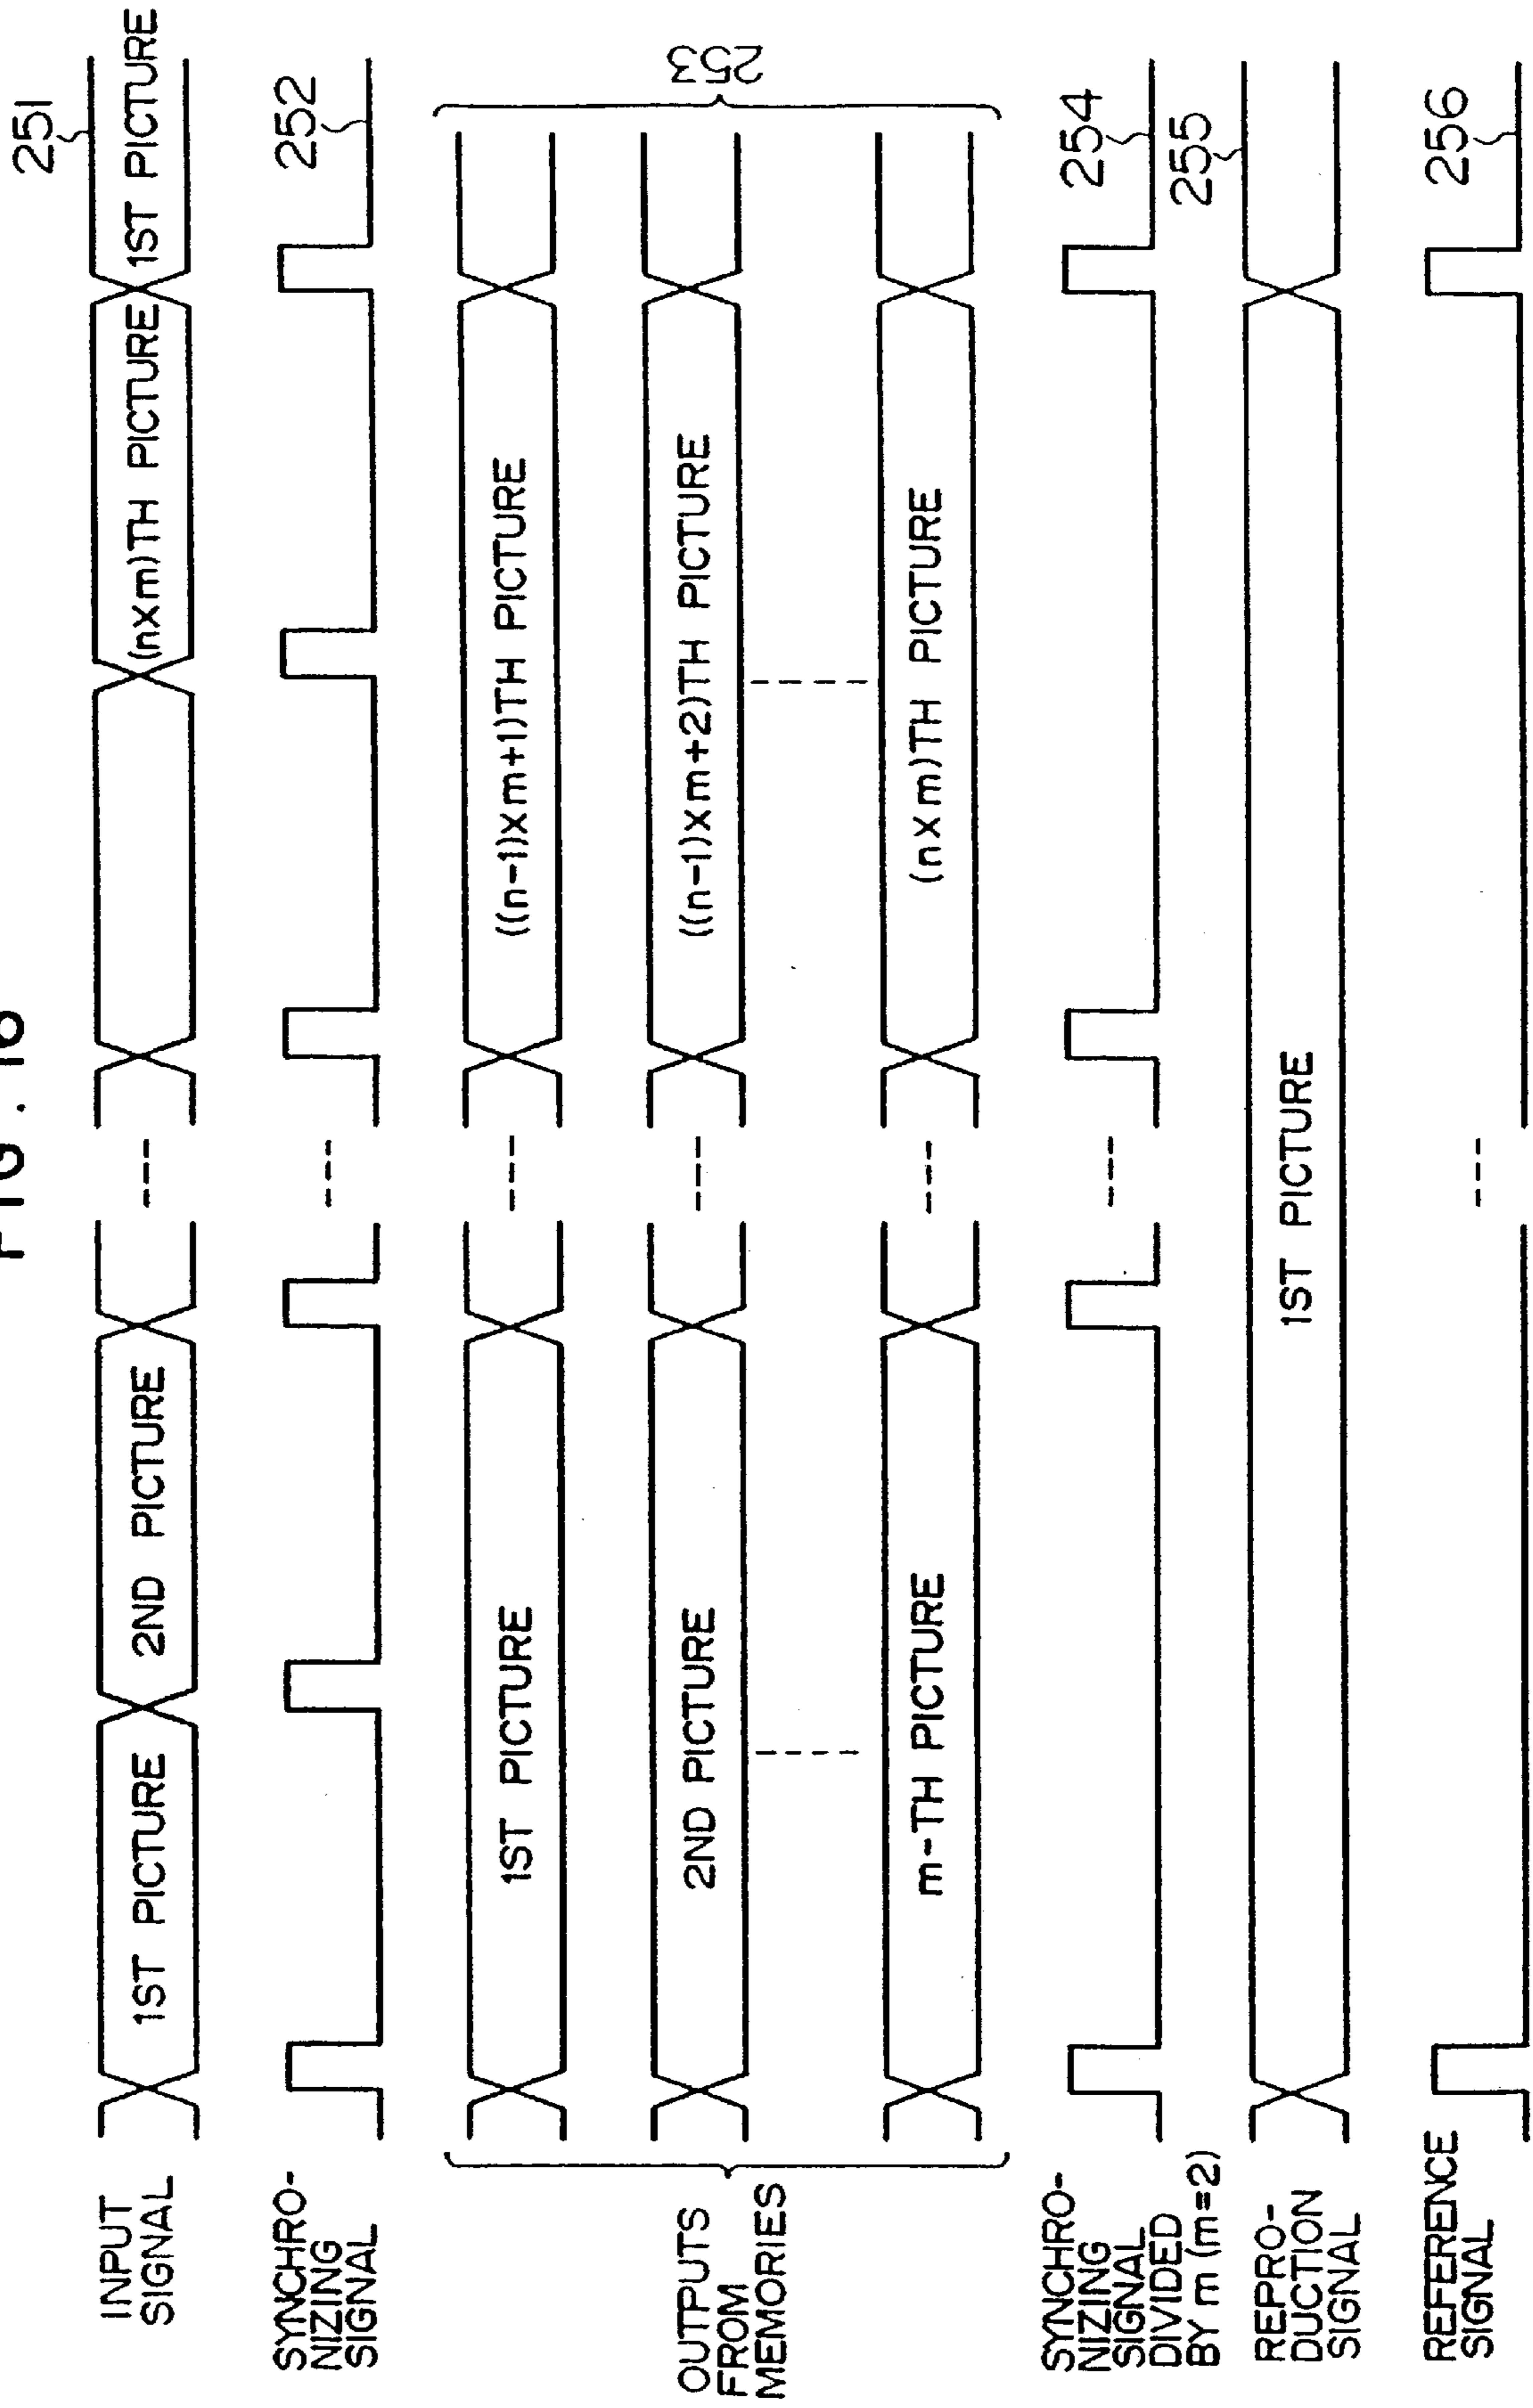 251
INPUT
SIGNAL
1ST PICTURE
2ND PICTURE
(n×m)TH PICTURE
1ST PICTURE
252
SYNCHRO-
NIZING
SIGNAL
253
OUTPUTS
FROM
MEMORIES
1ST PICTURE
((n-1)×m+1)TH PICTURE
2ND PICTURE
((n-1)×m+2)TH PICTURE
m-TH PICTURE
(n×m)TH PICTURE
254
SYNCHRO-
NIZING
SIGNAL
DIVIDED
BY m (m=2)
255
REPRO-
DUCTION
SIGNAL
1ST PICTURE
256
REFERENCE
SIGNAL